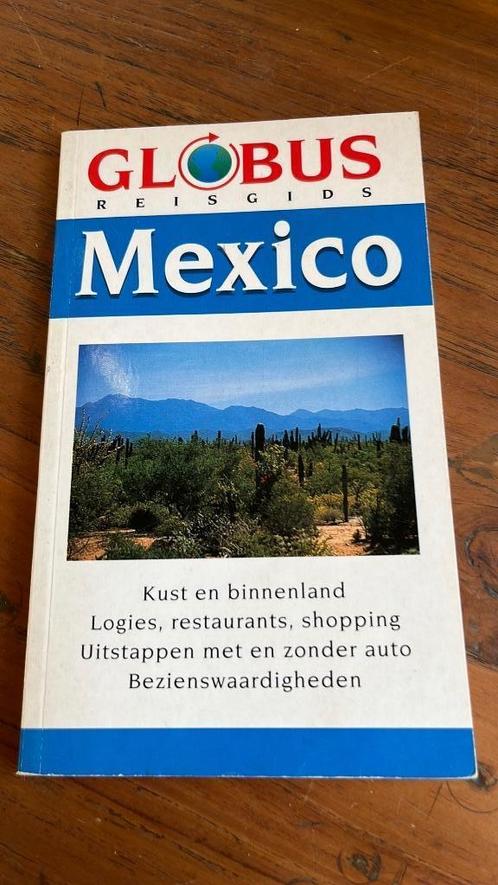 GLOBUS
REISGIDS
Mexico
Kust en binnenland
Logies, restaurants, shopping
Uitstappen met en zonder auto
Bezienswaardigheden